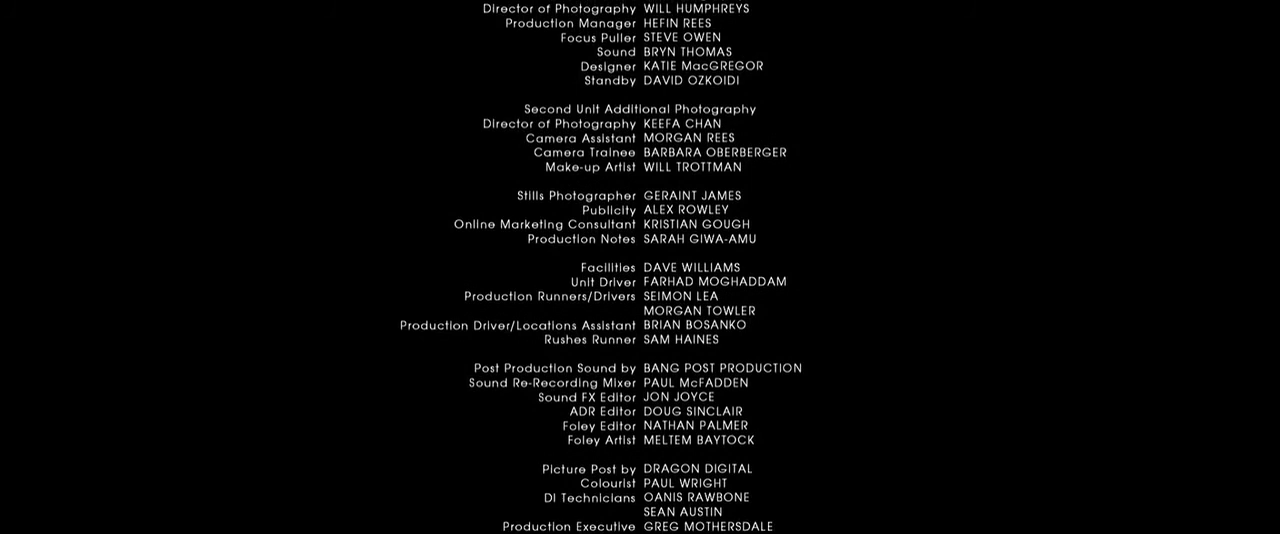 Director of Photography WILL HUMPHREYS
Production Manager HEFIN REES
Focus Puller STEVE OWEN
Sound BRYN THOMAS
Designer KATIE MacGREGOR
Standby DAVID OZKOIDI
Second Unit Additional Photography
Director of Photography KEEFA CHAN
Camera Assistant MORGAN REES
Camera Trainee BARBARA OBERBERGER
Make-up Artist WILL TROTTMAN
Stills Photographer GERAINT JAMES
Publicity ALEX ROWLEY
Online Marketing Consultant KRISTIAN GOUGH
Production Notes SARAH GIWA-AMU
Facilities DAVE WILLIAMS
Unit Driver FARHAD MOGHADDAM
Production Runners/Drivers SEIMON LEA
MORGAN TOWLER
Production Driver/Locations Assistant BRIAN BOSANKO
Rushes Runner SAM HAINES
Post Production Sound by BANG POST PRODUCTION
Sound Re-Recording Mixer PAUL McFADDEN
Sound FX Editor JON JOYCE
ADR Editor DOUG SINCLAIR
Foley Editor NATHAN PALMER
Foley Artist MELTEM BAYTOCK
Picture Post by DRAGON DIGITAL
Colourist PAUL WRIGHT
DI Technicians OANIS RAWBONE
SEAN AUSTIN
Production Executive GREG MOTHERSDALE